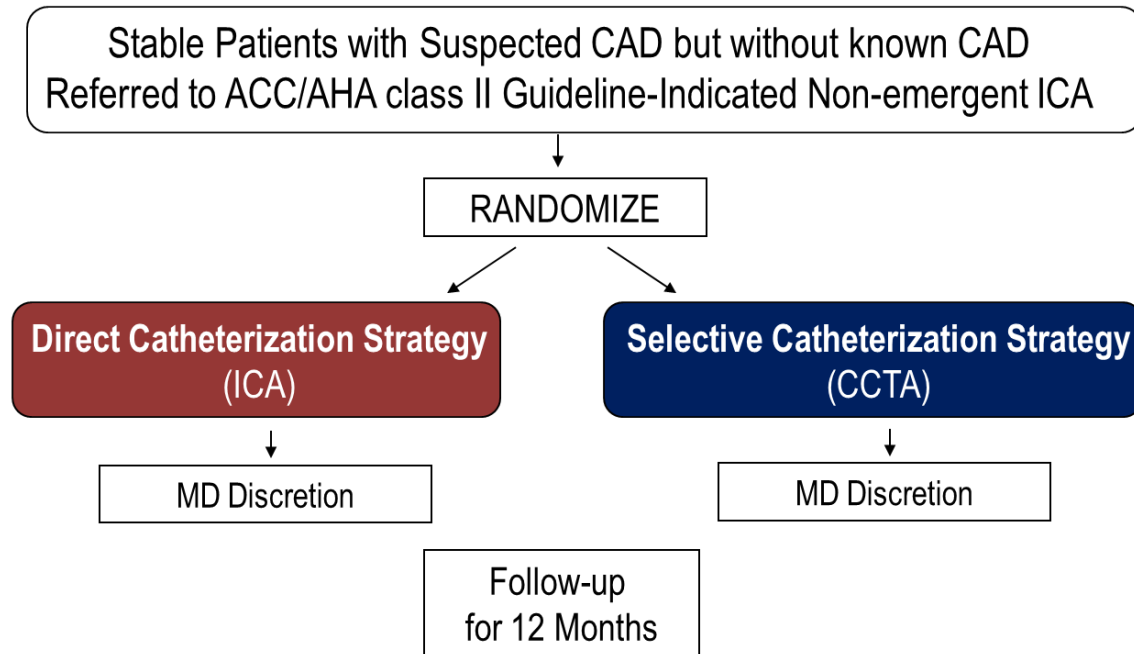 Stable Patients with Suspected CAD but without known CAD
Referred to ACC/AHA class II Guideline-Indicated Non-emergent ICA
RANDOMIZE
Direct Catheterization Strategy
(ICA)
Selective Catheterization Strategy
(CCTA)
MD Discretion
MD Discretion
Follow-up
for 12 Months